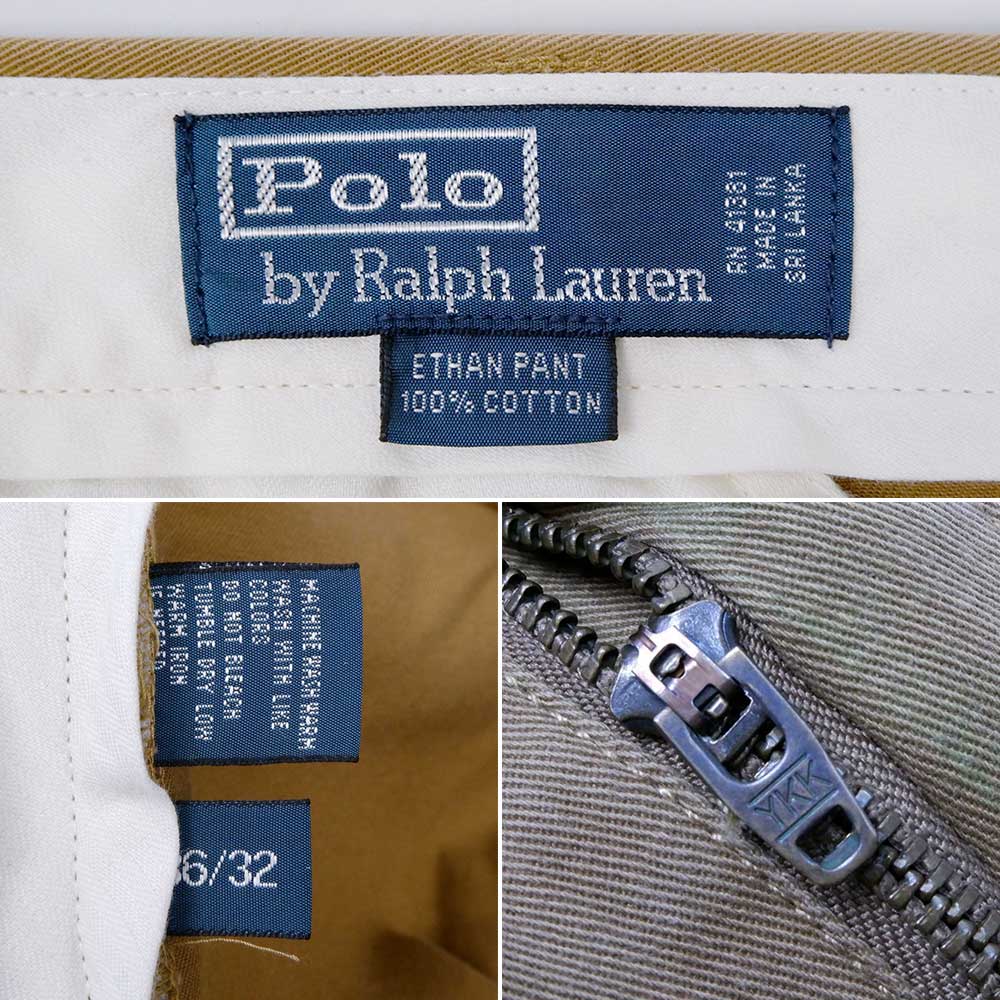 Polo
by Ralph Lauren
RN 41381
MADE IN
SRI LANKA
ETHAN PANT
100% COTTON
MACHINE WASH WARM
WASH WITH LIKE
COLORS
DO NOT BLEACH
TUMBLE DRY LOW
WARM IRON
36/32
YKK